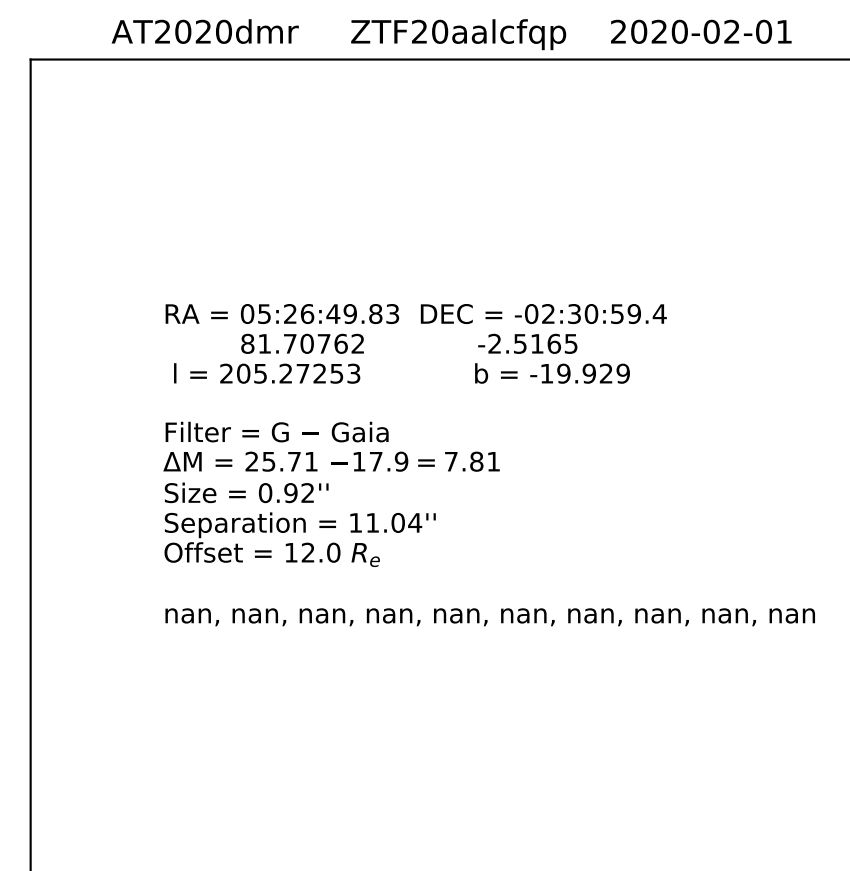 AT2020dmr ZTF20aalcfqp 2020-02-01
RA = 05:26:49.83 DEC = -02:30:59.4
81.70762 -2.5165
l = 205.27253 b = -19.929
Filter = G − Gaia
ΔM = 25.71 −17.9 = 7.81
Size = 0.92''
Separation = 11.04''
Offset = 12.0 Re
nan, nan, nan, nan, nan, nan, nan, nan, nan, nan